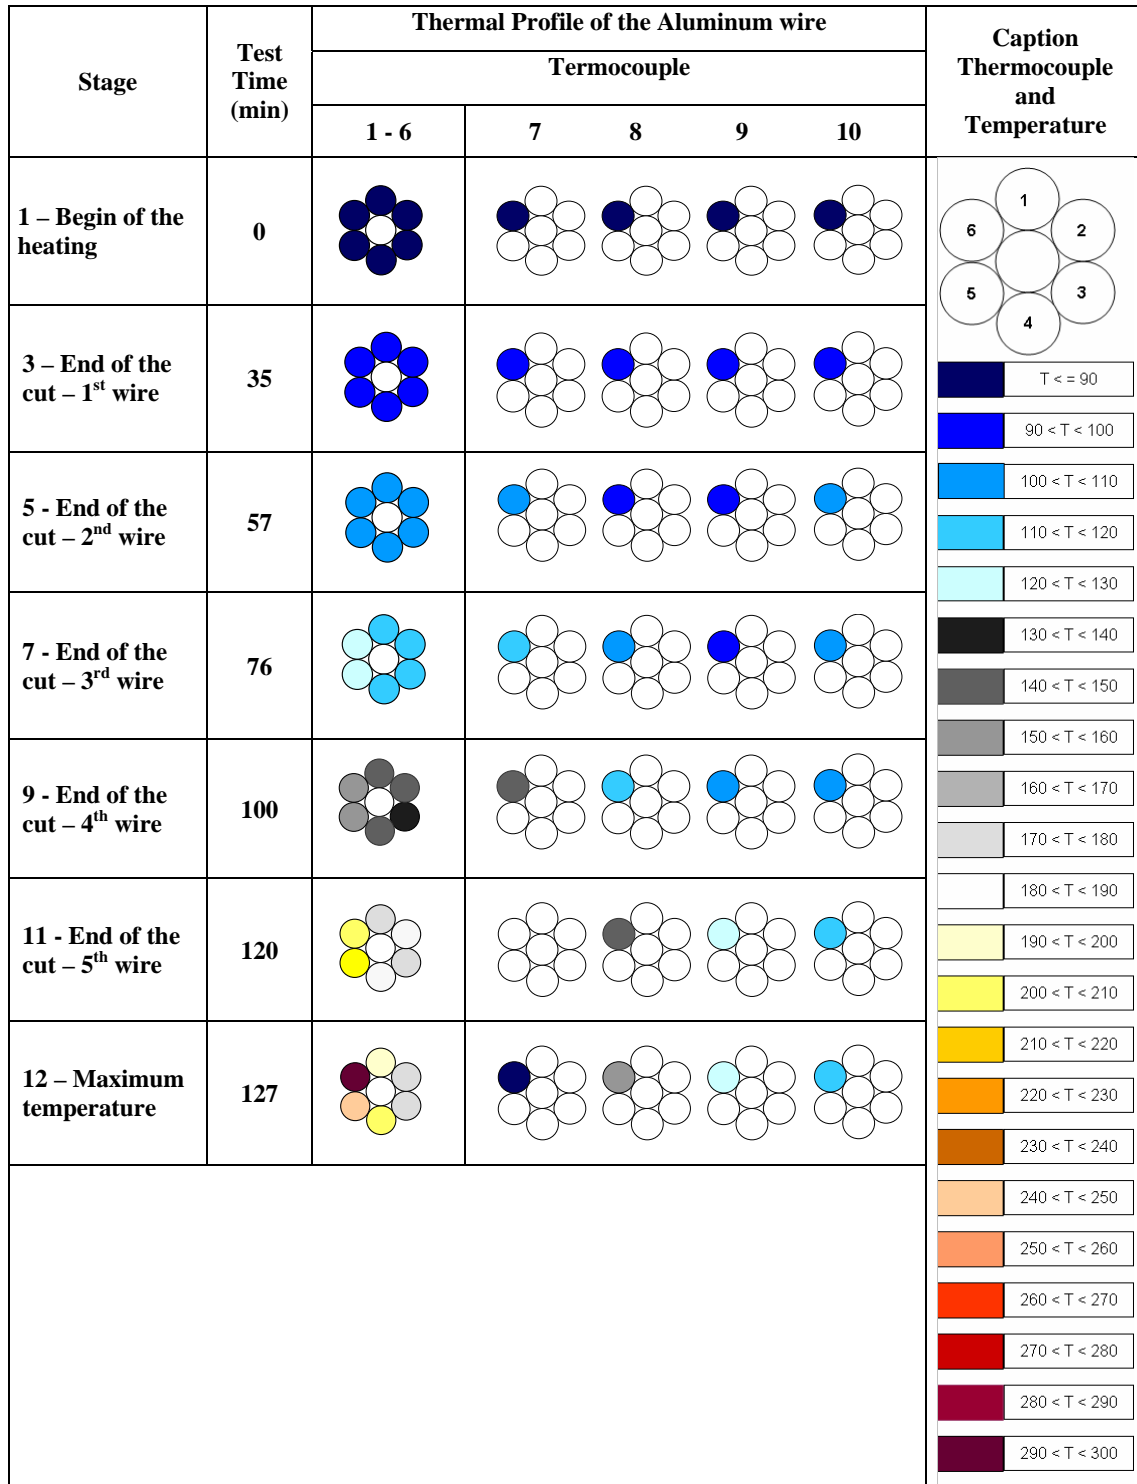 Stage
Test
Time
(min)
Thermal Profile of the Aluminum wire
Termocouple
1 - 6
7
8
9
10
Caption
Thermocouple
and
Temperature
1 – Begin of the
heating
0
3 – End of the
cut – 1st wire
35
5 - End of the
cut – 2nd wire
57
7 - End of the
cut – 3rd wire
76
9 - End of the
cut – 4th wire
100
11 - End of the
cut – 5th wire
120
12 – Maximum
temperature
127
1
6
2
5
3
4
T < = 90
90 < T < 100
100 < T < 110
110 < T < 120
120 < T < 130
130 < T < 140
140 < T < 150
150 < T < 160
160 < T < 170
170 < T < 180
180 < T < 190
190 < T < 200
200 < T < 210
210 < T < 220
220 < T < 230
230 < T < 240
240 < T < 250
250 < T < 260
260 < T < 270
270 < T < 280
280 < T < 290
290 < T < 300